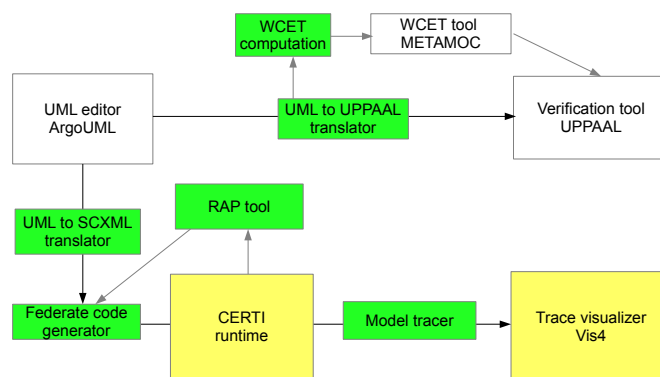 WCET
computation
WCET tool
METAMOC
UML editor
ArgoUML
UML to UPPAAL
translator
Verification tool
UPPAAL
UML to SCXML
translator
RAP tool
Federate code
generator
CERTI
runtime
Model tracer
Trace visualizer
Vis4